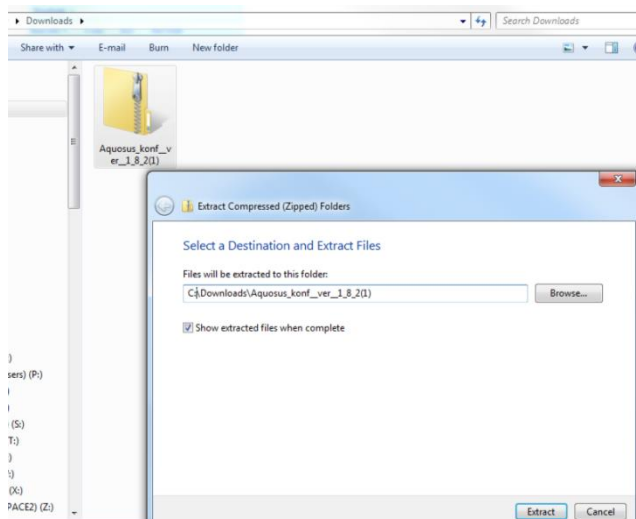 Downloads
Search Downloads
Share with
E-mail
Burn
New folder
Aquosus_konf__v
er__1_8_2(1)
Extract Compressed (Zipped) Folders
Select a Destination and Extract Files
Files will be extracted to this folder:
C:\Downloads\Aquosus_konf__ver__1_8_2(1)
Browse...
Show extracted files when complete
)
sers) (P:)
)
)
(S:)
T:)
)
:)
(X:)
PACE2) (Z:)
Extract
Cancel